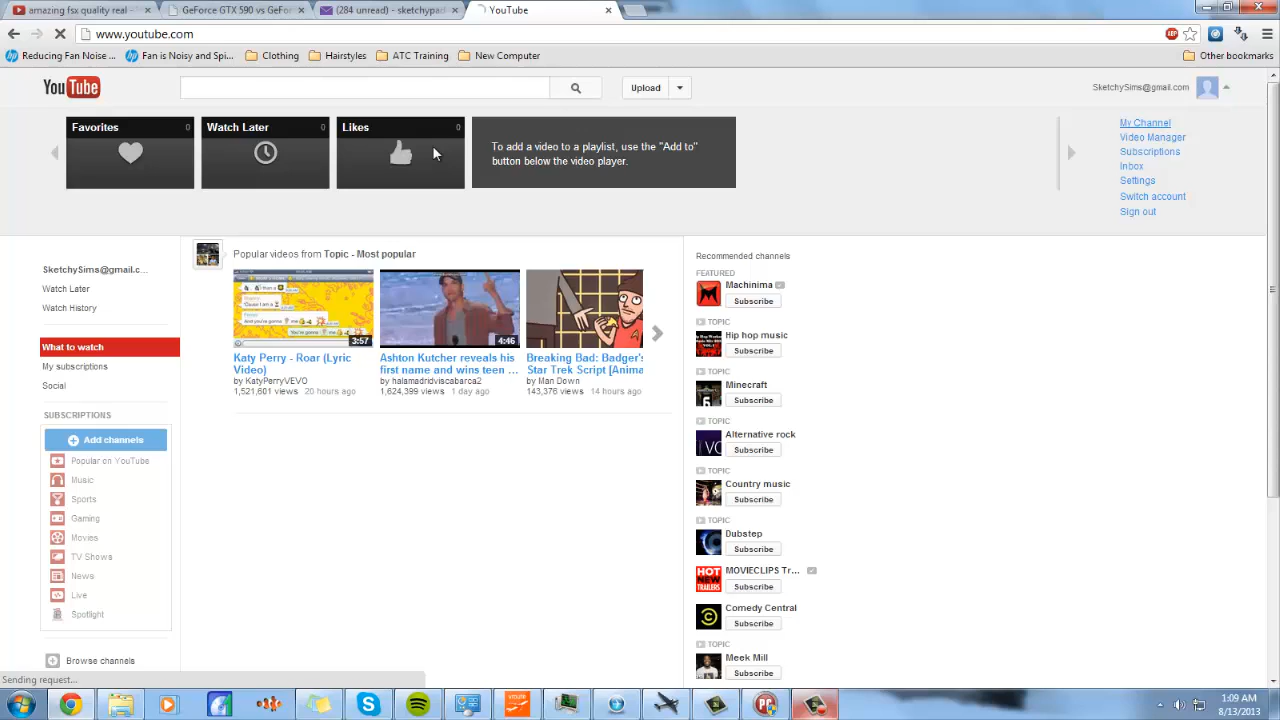 amazing fsx quality real
GeForce GTX 590 vs GeFor
(284 unread) - sketchypa
YouTube
www.youtube.com
ABP
Reducing Fan Noise ...
Fan is Noisy and Spi...
Clothing
Hairstyles
ATC Training
New Computer
Other bookmarks
YouTube
Upload
SketchySims@gmail.com
Favorites 0
Watch Later 0
Likes 0
To add a video to a playlist, use the "Add to"
button below the video player.
My Channel
Video Manager
Subscriptions
Inbox
Settings
Switch account
Sign out
SketchySims@gmail.c...
Watch Later
Watch History
What to watch
My subscriptions
Social
SUBSCRIPTIONS
Add channels
Popular on YouTube
Music
Sports
Gaming
Movies
TV Shows
News
Live
Spotlight
Browse channels
Popular videos from Topic - Most popular
3:57
4:46
Katy Perry - Roar (Lyric
Video)
by KatyPerryVEVO
1,521,601 views 20 hours ago
Ashton Kutcher reveals his
first name and wins teen ...
by halamadridviscabarca2
1,624,399 views 1 day ago
Breaking Bad: Badger's
Star Trek Script [Anima
by Man Down
143,376 views 14 hours ago
Recommended channels
FEATURED
Machinima
Subscribe
TOPIC
Hip hop music
Subscribe
TOPIC
Minecraft
Subscribe
TOPIC
Alternative rock
Subscribe
TOPIC
Country music
Subscribe
TOPIC
Dubstep
Subscribe
HOT
NEW
TRAILERS
MOVIECLIPS Tr...
Subscribe
Comedy Central
Subscribe
TOPIC
Meek Mill
Subscribe
Sending request...
1:09 AM
8/13/2013